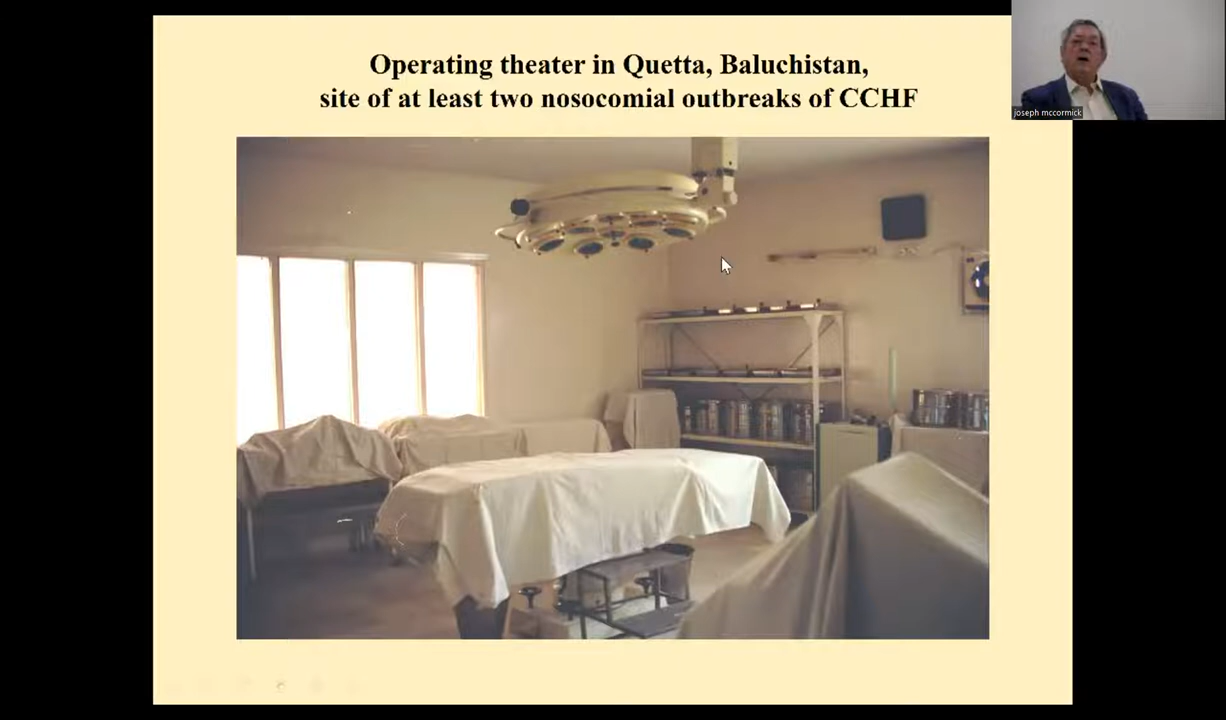 Operating theater in Quetta, Baluchistan,
site of at least two nosocomial outbreaks of CCHF
joseph mccormick